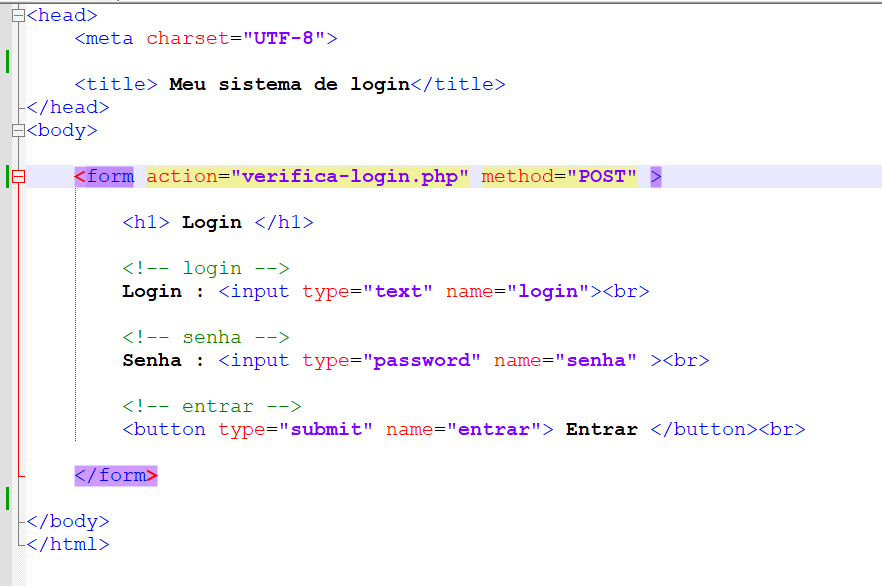 <head>
<meta charset="UTF-8">
<title> Meu sistema de login</title>
</head>
<body>
<form action="verifica-login.php" method="POST" >
<h1> Login </h1>
<!-- login -->
Login : <input type="text" name="login"><br>
<!-- senha -->
Senha : <input type="password" name="senha" ><br>
<!-- entrar -->
<button type="submit" name="entrar"> Entrar </button><br>
</form>
</body>
</html>